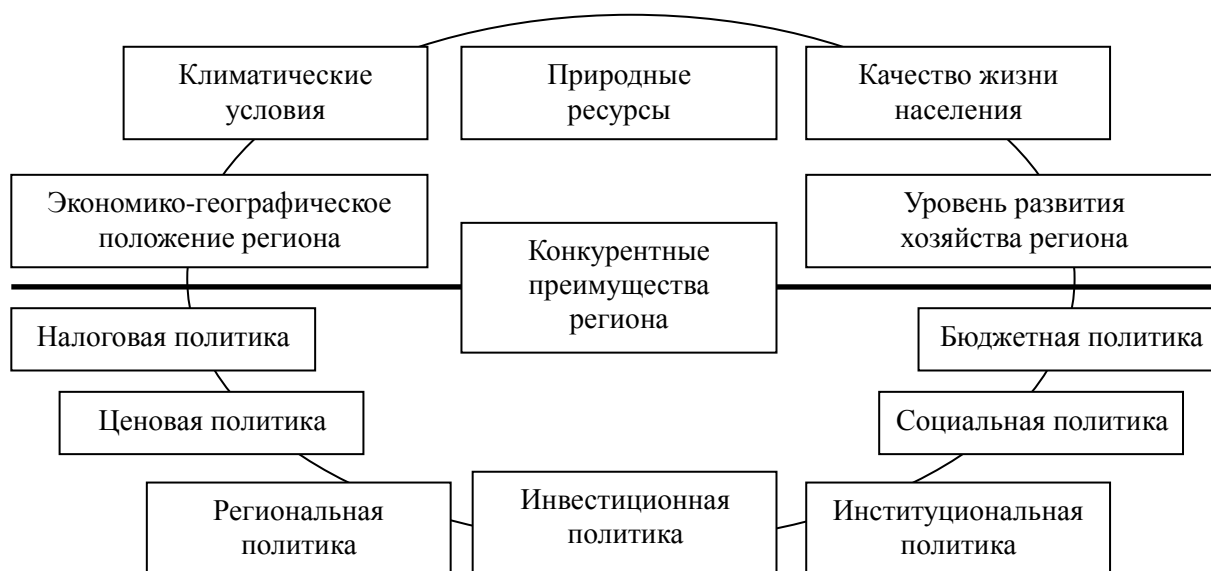 Климатические
условия
Природные
ресурсы
Качество жизни
населения
Экономико-географическое
положение региона
Уровень развития
хозяйства региона
Конкурентные
преимущества
региона
Налоговая политика
Бюджетная политика
Ценовая политика
Социальная политика
Региональная
политика
Инвестиционная
политика
Институциональная
политика